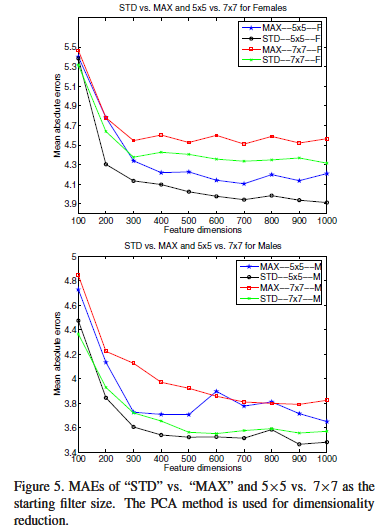 STD vs. MAX and 5x5 vs. 7x7 for Females
MAX−−5x5−−F
STD−−5x5−−F
MAX−−7x7−−F
STD−−7x7−−F
Mean absolute errors
5.5
5.3
5.1
4.9
4.7
4.5
4.3
4.1
3.9
100 200 300 400 500 600 700 800 900 1000
Feature dimensions
STD vs. MAX and 5x5 vs. 7x7 for Males
MAX−−5x5−−M
STD−−5x5−−M
MAX−−7x7−−M
STD−−7x7−−M
Mean absolute errors
5
4.8
4.6
4.4
4.2
4
3.8
3.6
3.4
100 200 300 400 500 600 700 800 900 1000
Feature dimensions
Figure 5. MAEs of “STD” vs. “MAX” and 5×5 vs. 7×7 as the
starting filter size. The PCA method is used for dimensionality
reduction.